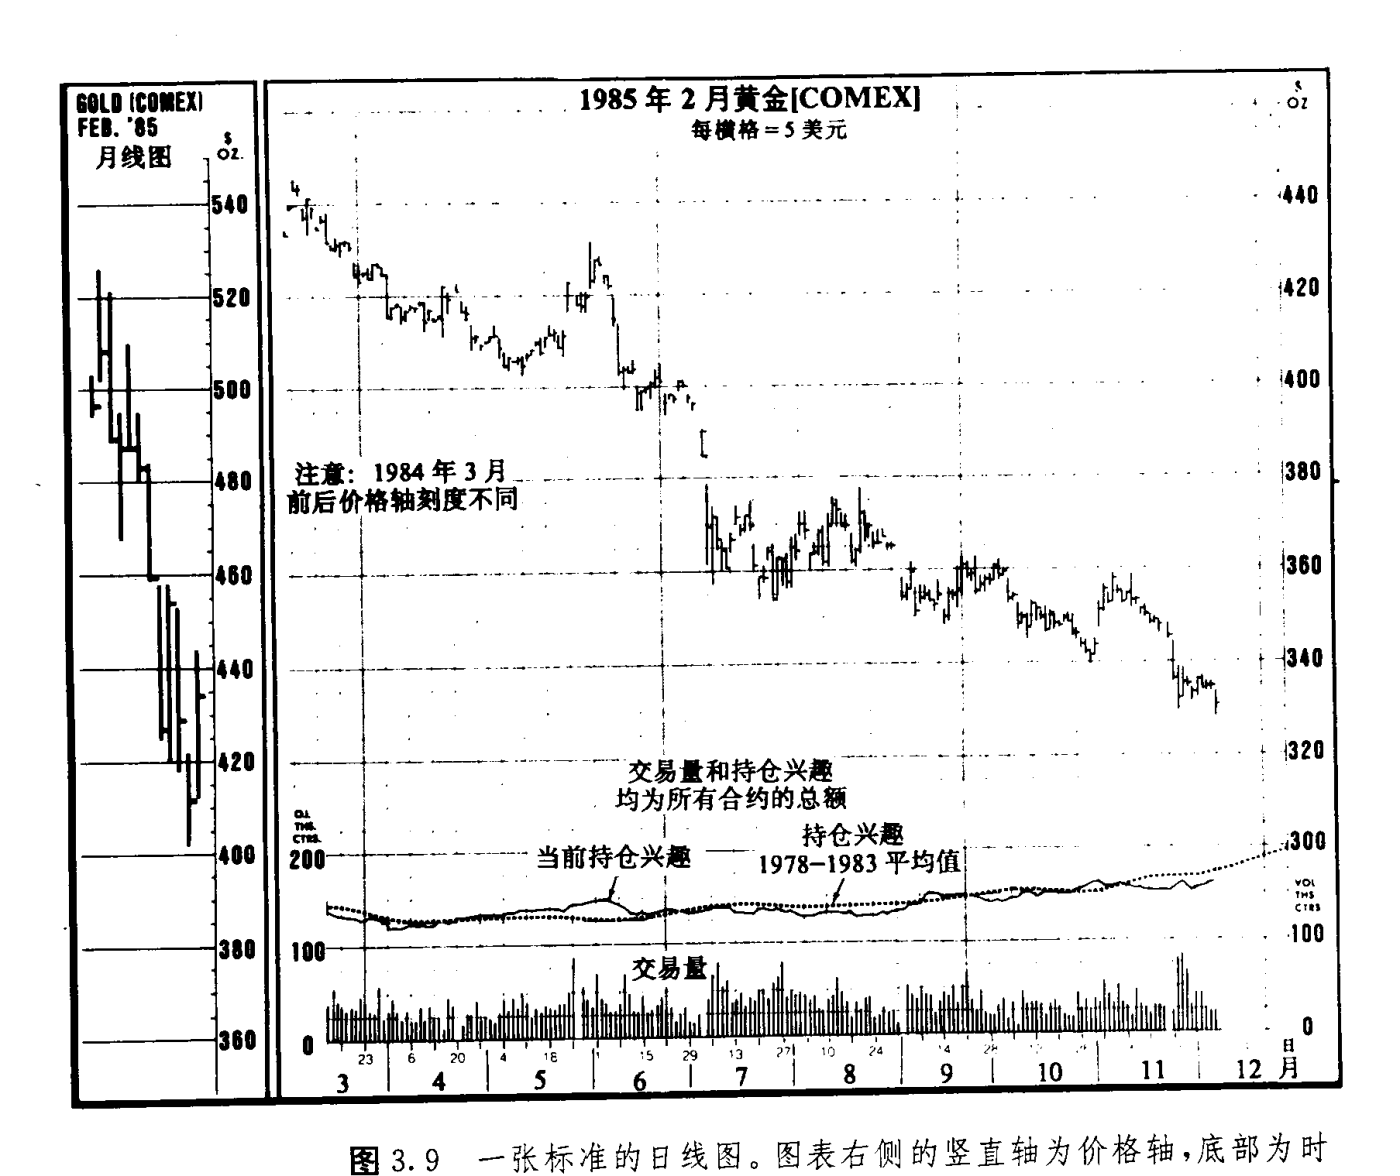 GOLD (COMEX)
FEB. '85
月线图
$
OZ.
540
520
500
480
460
440
420
400
380
360
1985 年 2 月黄金[COMEX]
每横格=5 美元
$
OZ
440
420
400
380
360
340
320
300
注意: 1984 年 3 月
前后价格轴刻度不同
交易量和持仓兴趣
均为所有合约的总额
O.I.
THS.
CTRS.
200
100
0
当前持仓兴趣
持仓兴趣
1978-1983 平均值
交易量
VOL
THS
CTRS
100
0
23 6 20 4 18 1 15 29 13 27 10 24 14 28
日
3 4 5 6 7 8 9 10 11 12 月
图 3.9 一张标准的日线图。图表右侧的竖直轴为价格轴,底部为时